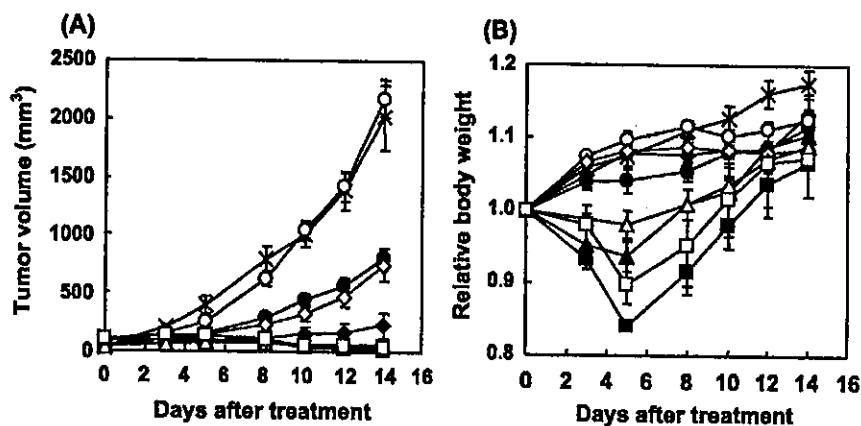 (A)
Tumor volume (mm³)
2500
2000
1500
1000
500
0
0 2 4 6 8 10 12 14 16
Days after treatment
(B)
Relative body weight
1.2
1.1
1.0
0.9
0.8
0 2 4 6 8 10 12 14 16
Days after treatment